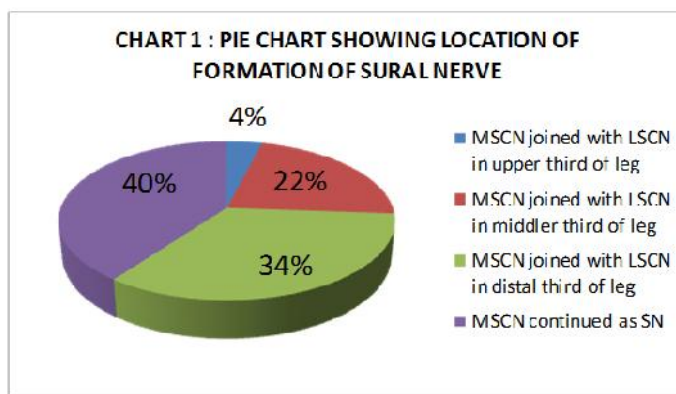 CHART 1 : PIE CHART SHOWING LOCATION OF
FORMATION OF SURAL NERVE
4%
22%
34%
40%
MSCN joined with LSCN
in upper third of leg
MSCN joined with LSCN
in middler third of leg
MSCN joined with LSCN
in distal third of leg
MSCN continued as SN